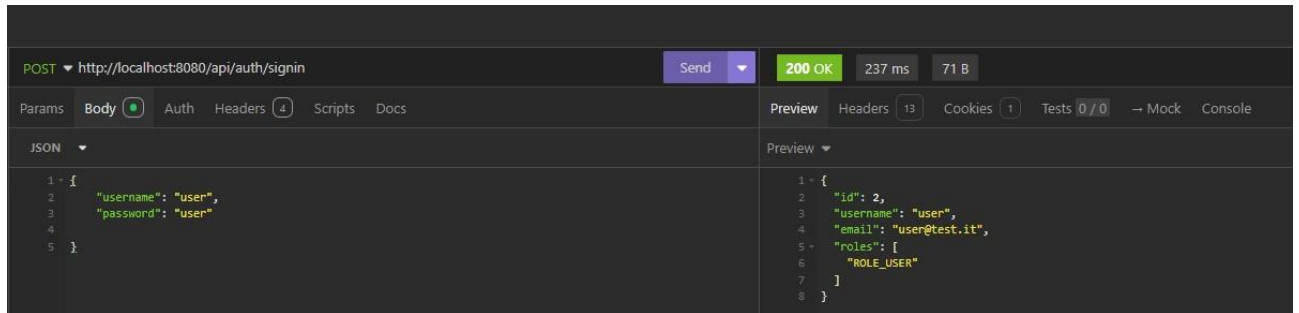 POST http://localhost:8080/api/auth/signin Send
Params Body Auth Headers 4 Scripts Docs
JSON
1 {
2 "username": "user",
3 "password": "user"
4
5 }
200 OK 237 ms 71 B
Preview Headers 13 Cookies 1 Tests 0 / 0 → Mock Console
Preview
1 {
2 "id": 2,
3 "username": "user",
4 "email": "user@test.it",
5 "roles": [
6 "ROLE_USER"
7 ]
8 }